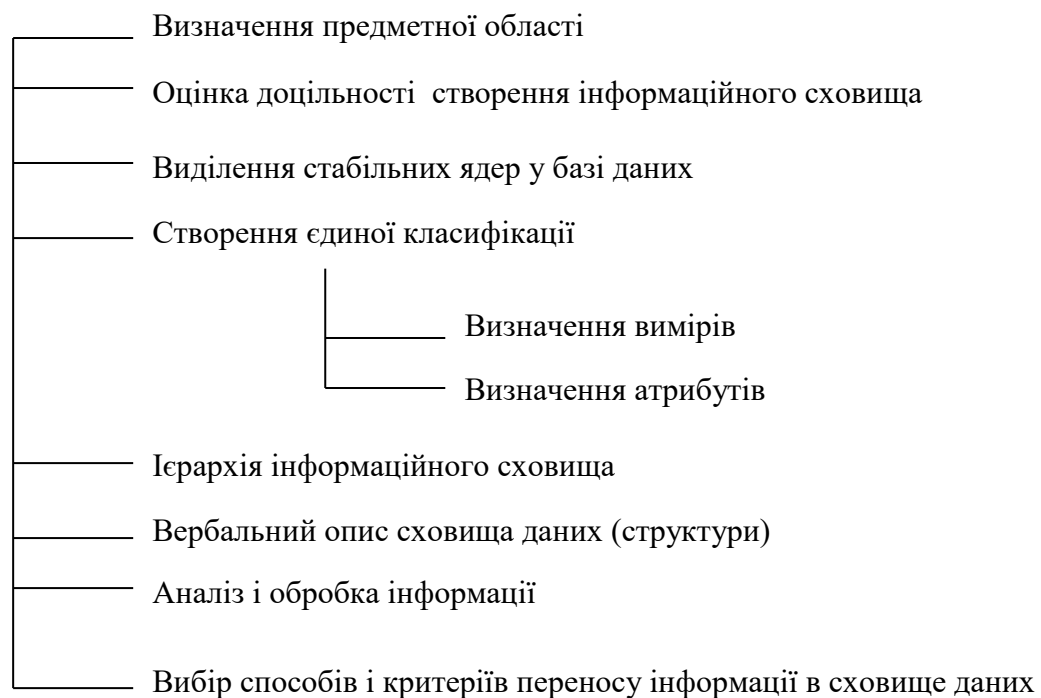 Визначення предметної області
Оцінка доцільності створення інформаційного сховища
Виділення стабільних ядер у базі даних
Створення єдиної класифікації
Визначення вимірів
Визначення атрибутів
Ієрархія інформаційного сховища
Вербальний опис сховища даних (структури)
Аналіз і обробка інформації
Вибір способів і критеріїв переносу інформації в сховище даних